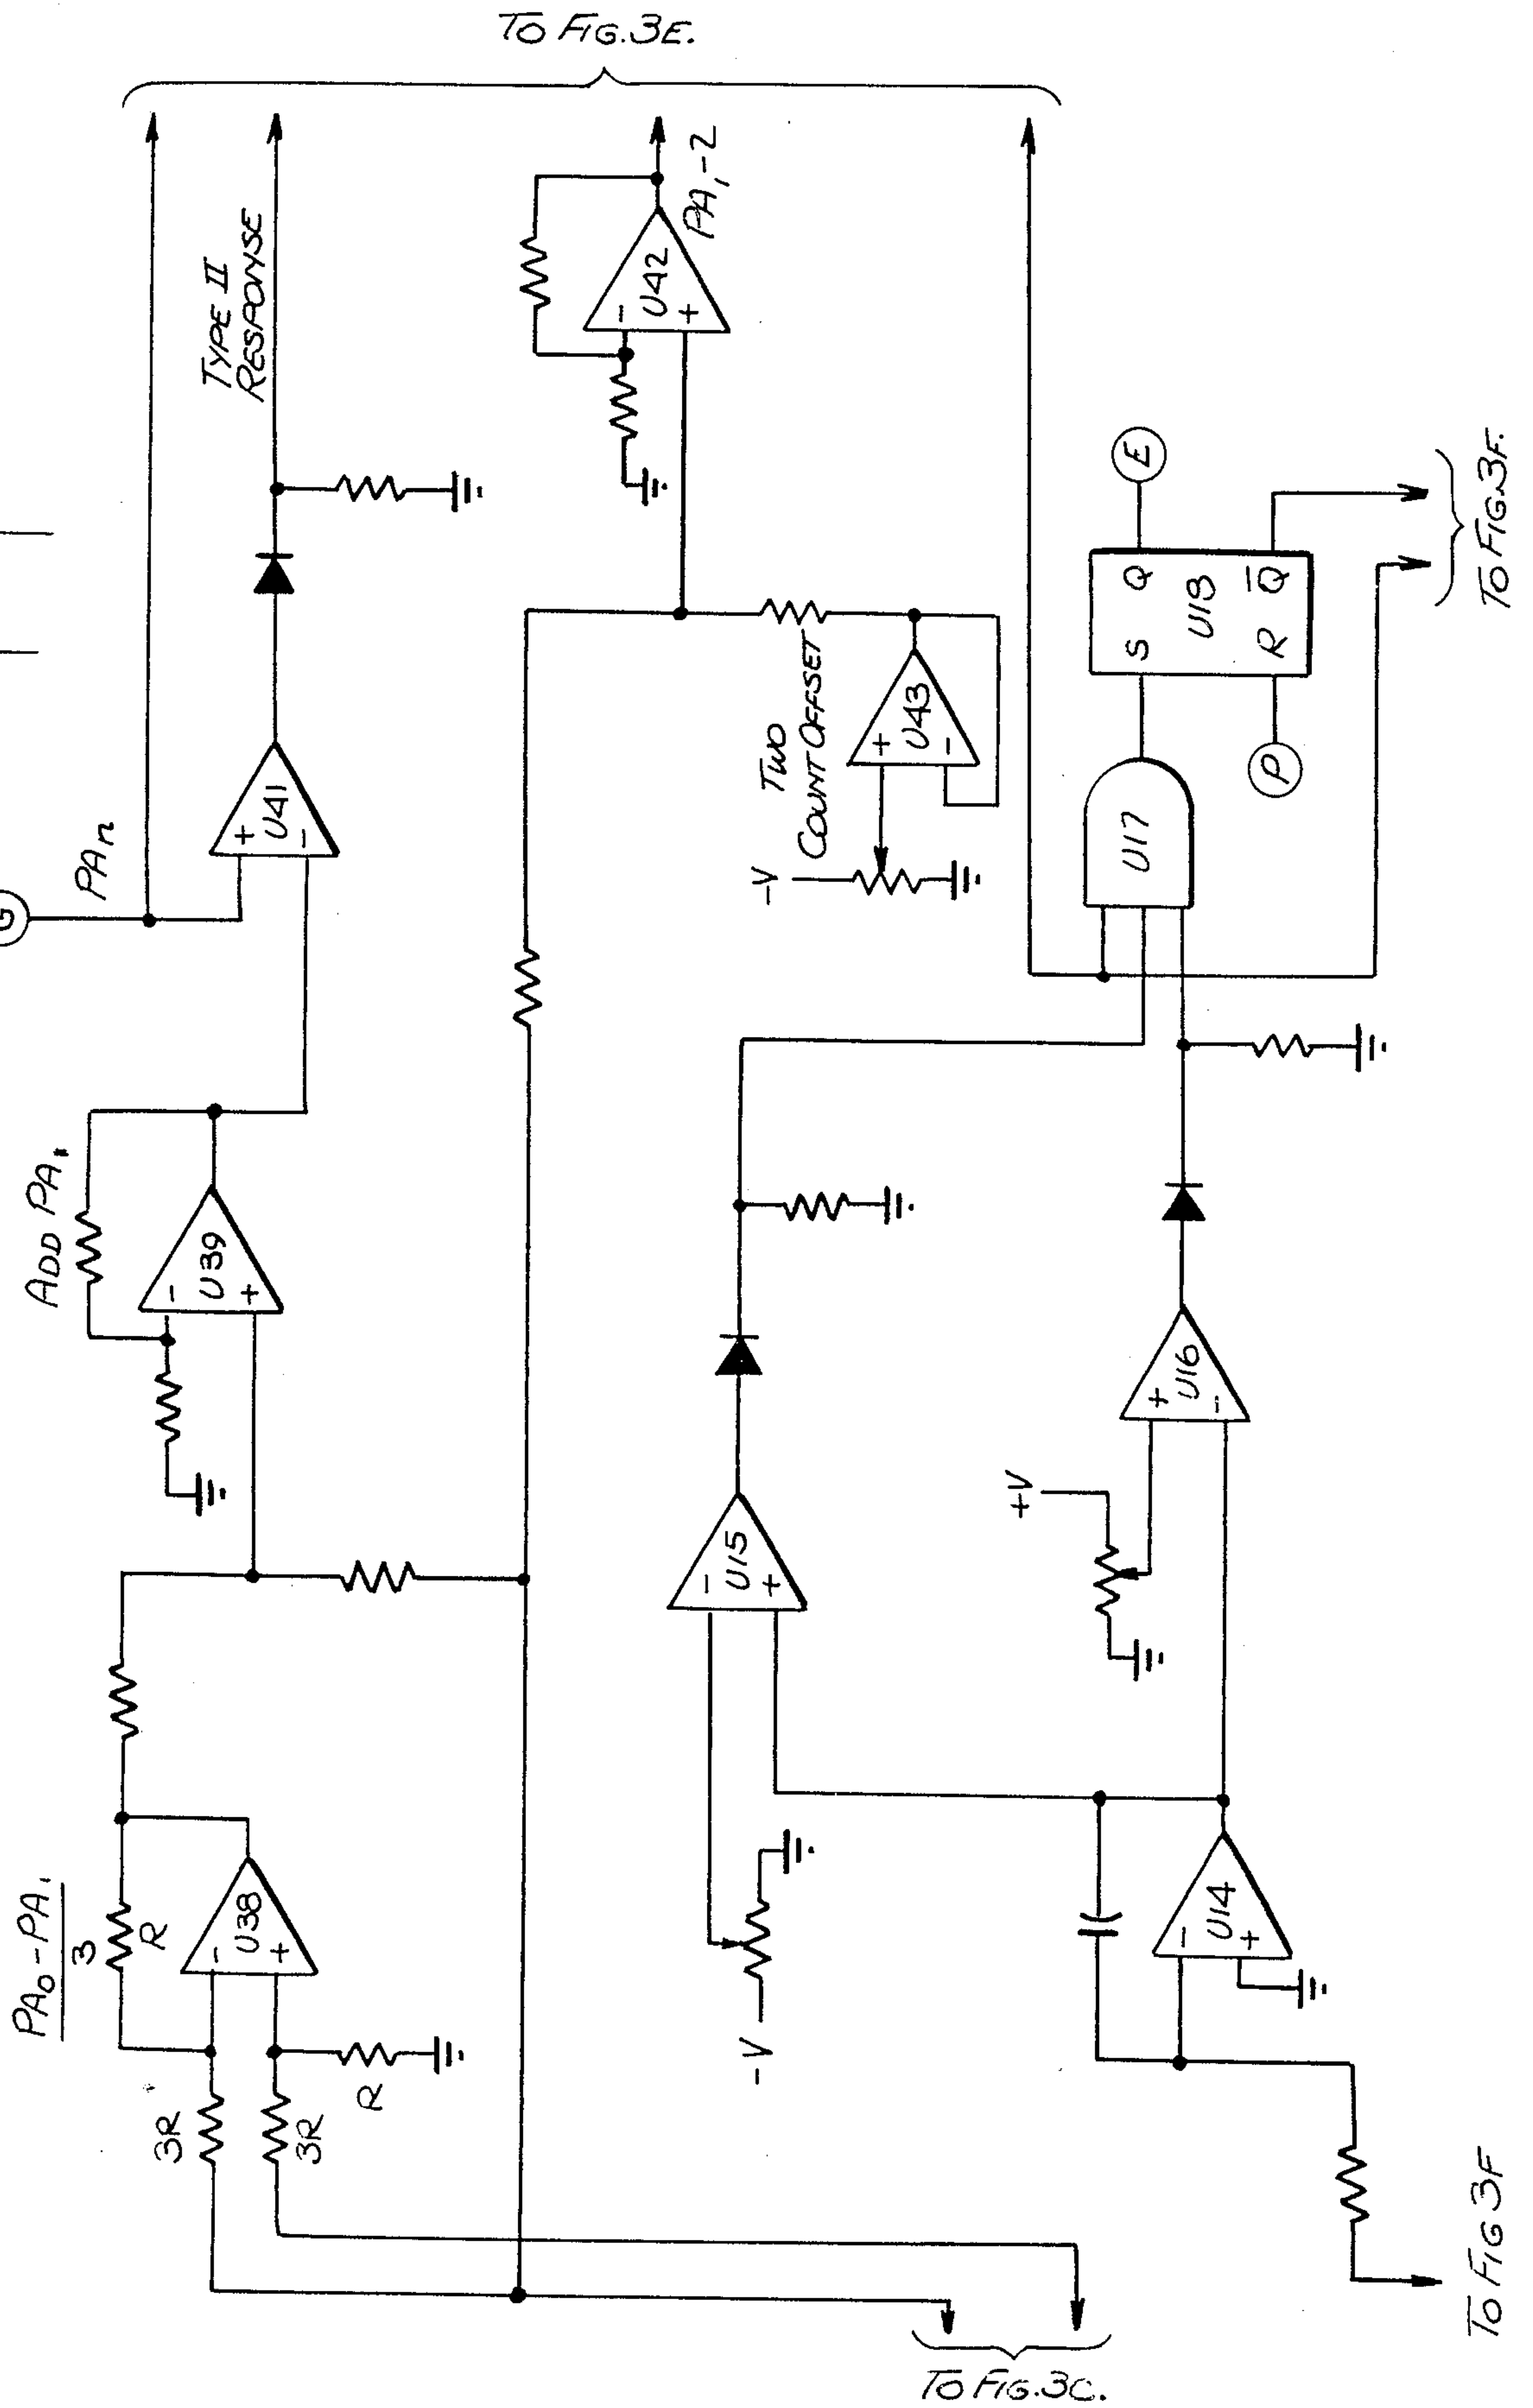 TO FIG.3E.
G
PAn
TYPE II
RESPONSE
+
U41
−
ADD PA1
−
U39
+
PA0-PA1
3
R
−
U38
+
3R
3R
R
−
U42
+
PA1-2
TWO
COUNT OFFSET
-V
+
U43
−
E
S Q
U18
R Q̅
P
U17
−
U15
+
-V
+V
+
U16
−
−
U14
+
TO FIG.3F.
TO FIG.3C.
TO FIG 3F